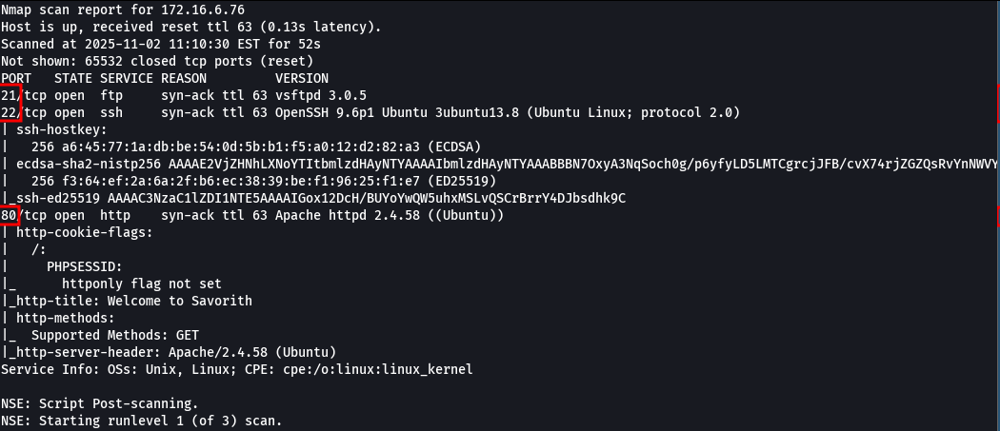 Nmap scan report for 172.16.6.76
Host is up, received reset ttl 63 (0.13s latency).
Scanned at 2025-11-02 11:10:30 EST for 52s
Not shown: 65532 closed tcp ports (reset)
PORT   STATE SERVICE REASON         VERSION
21/tcp open  ftp     syn-ack ttl 63 vsftpd 3.0.5
22/tcp open  ssh     syn-ack ttl 63 OpenSSH 9.6p1 Ubuntu 3ubuntu13.8 (Ubuntu Linux; protocol 2.0)
| ssh-hostkey:
|   256 a6:45:77:1a:db:be:54:0d:5b:b1:f5:a0:12:d2:82:a3 (ECDSA)
| ecdsa-sha2-nistp256 AAAAE2VjZHNhLXNoYTItbmlzdHAyNTYAAAAIbmlzdHAyNTYAAABBBN7OxyA3NqSoch0g/p6yfyLD5LMTCgrcjJFB/cvX74rjZGZQsRvYnNWVY
|   256 f3:64:ef:2a:6a:2f:b6:ec:38:39:be:f1:96:25:f1:e7 (ED25519)
|_ssh-ed25519 AAAAC3NzaC1lZDI1NTE5AAAAIGox12DcH/BUYoYwQW5uhxMSLvQSCrBrrY4DJbsdhk9C
80/tcp open  http    syn-ack ttl 63 Apache httpd 2.4.58 ((Ubuntu))
| http-cookie-flags:
|   /:
|     PHPSESSID:
|_      httponly flag not set
|_http-title: Welcome to Savorith
| http-methods:
|_  Supported Methods: GET
|_http-server-header: Apache/2.4.58 (Ubuntu)
Service Info: OSs: Unix, Linux; CPE: cpe:/o:linux:linux_kernel

NSE: Script Post-scanning.
NSE: Starting runlevel 1 (of 3) scan.